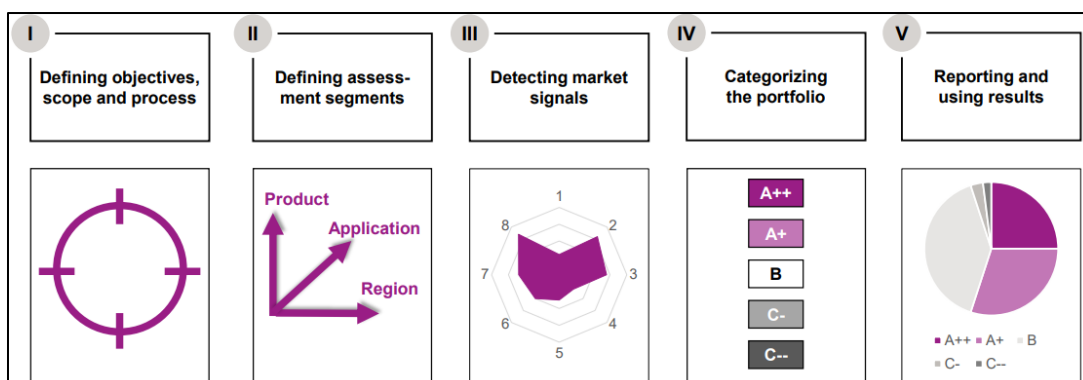 I
Defining objectives,
scope and process
II
Defining assess-
ment segments
III
Detecting market
signals
IV
Categorizing
the portfolio
V
Reporting and
using results
Product
Application
Region
1
2
3
4
5
6
7
8
A++
A+
B
C-
C--
A++ A+ B
C- C--